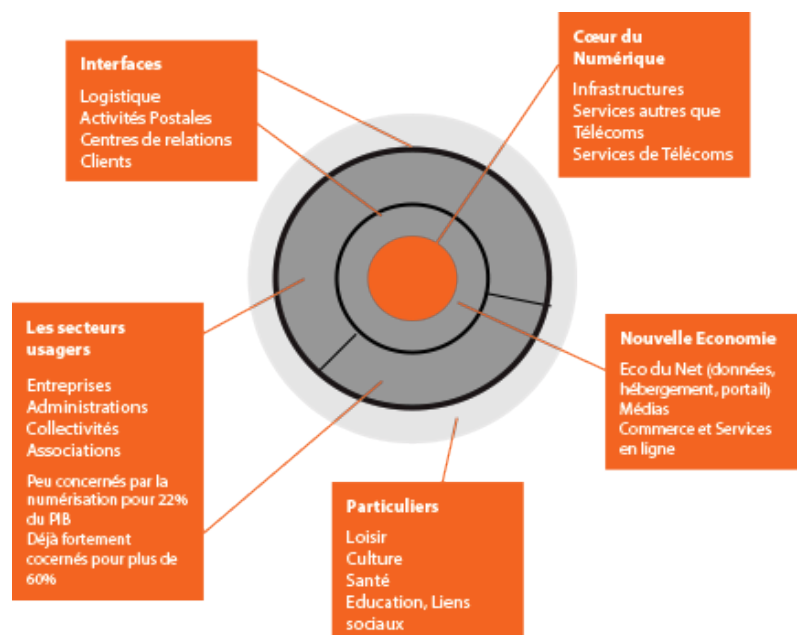 Interfaces
Logistique
Activités Postales
Centres de relations
Clients
Cœur du
Numérique
Infrastructures
Services autres que
Télécoms
Services de Télécoms
Les secteurs
usagers
Entreprises
Administrations
Collectivités
Associations
Peu concernés par la
numérisation pour 22%
du PIB
Déjà fortement
cocernés pour plus de
60%
Nouvelle Economie
Eco du Net (données,
hébergement, portail)
Médias
Commerce et Services
en ligne
Particuliers
Loisir
Culture
Santé
Education, Liens
sociaux